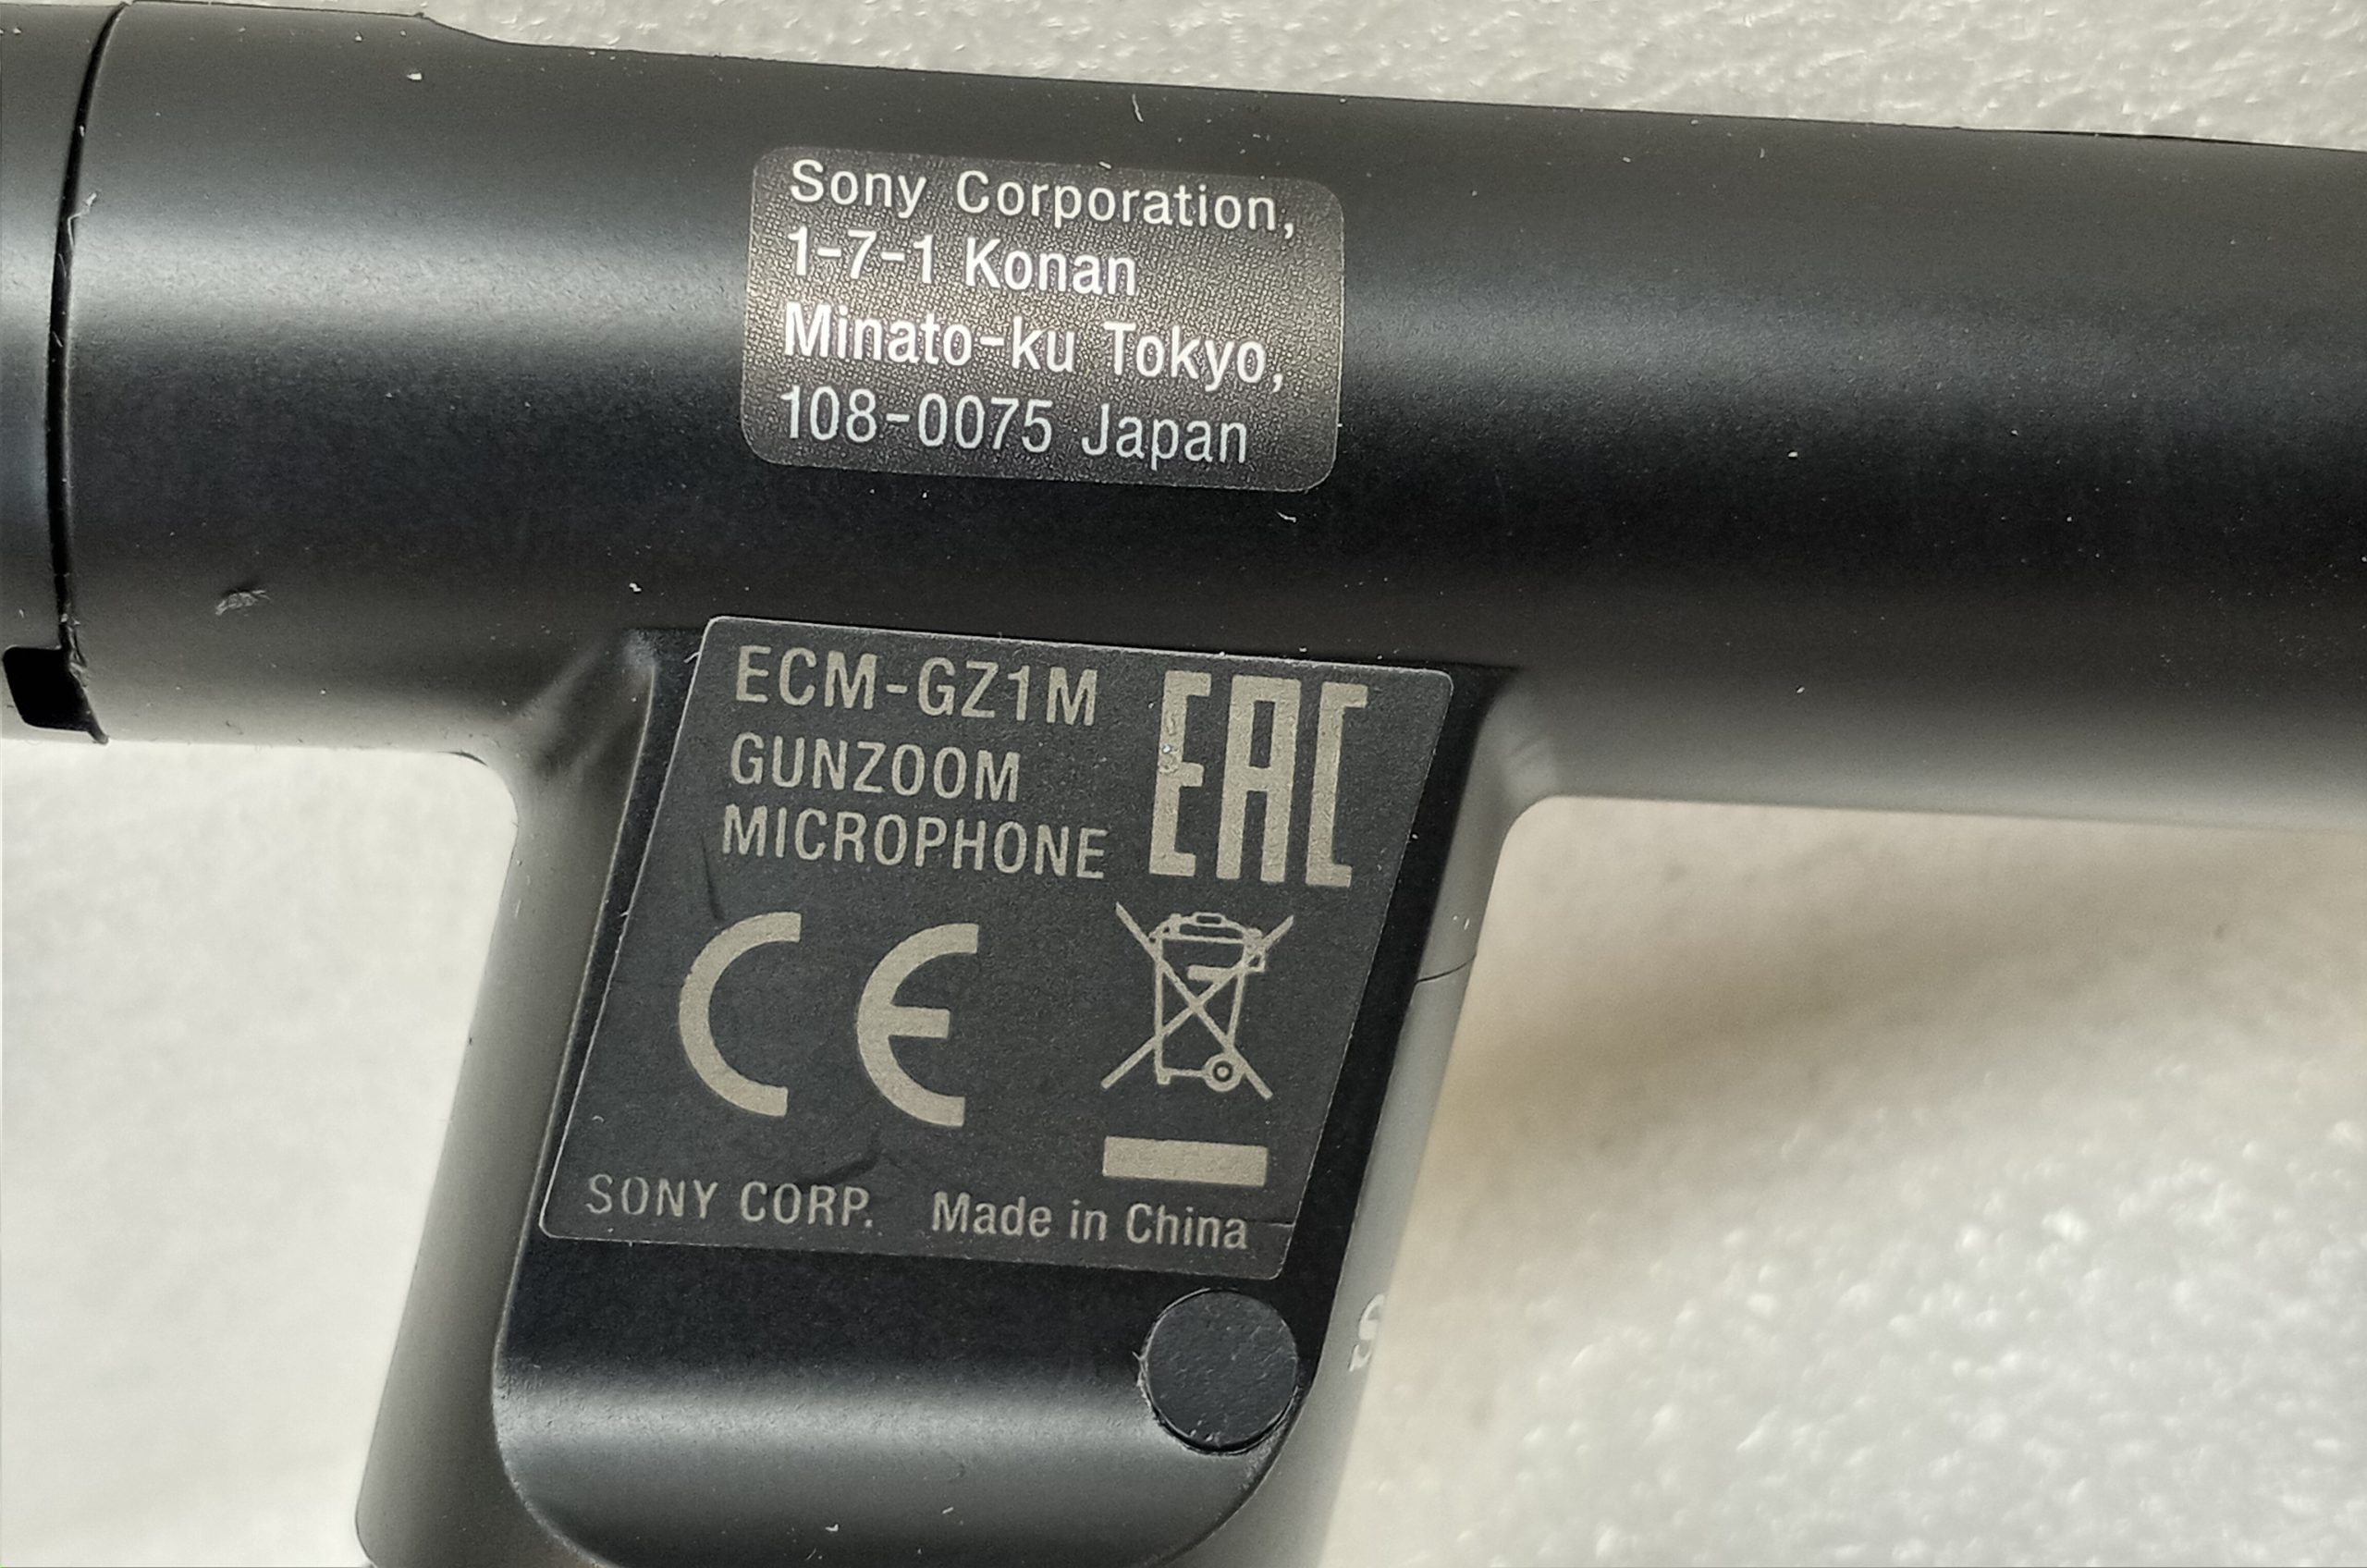 Sony Corporation,
1-7-1 Konan
Minato-ku Tokyo,
108-0075 Japan
ECM-GZ1M
GUNZOOM
MICROPHONE
EAC
CE
SONY CORP. Made in China
S